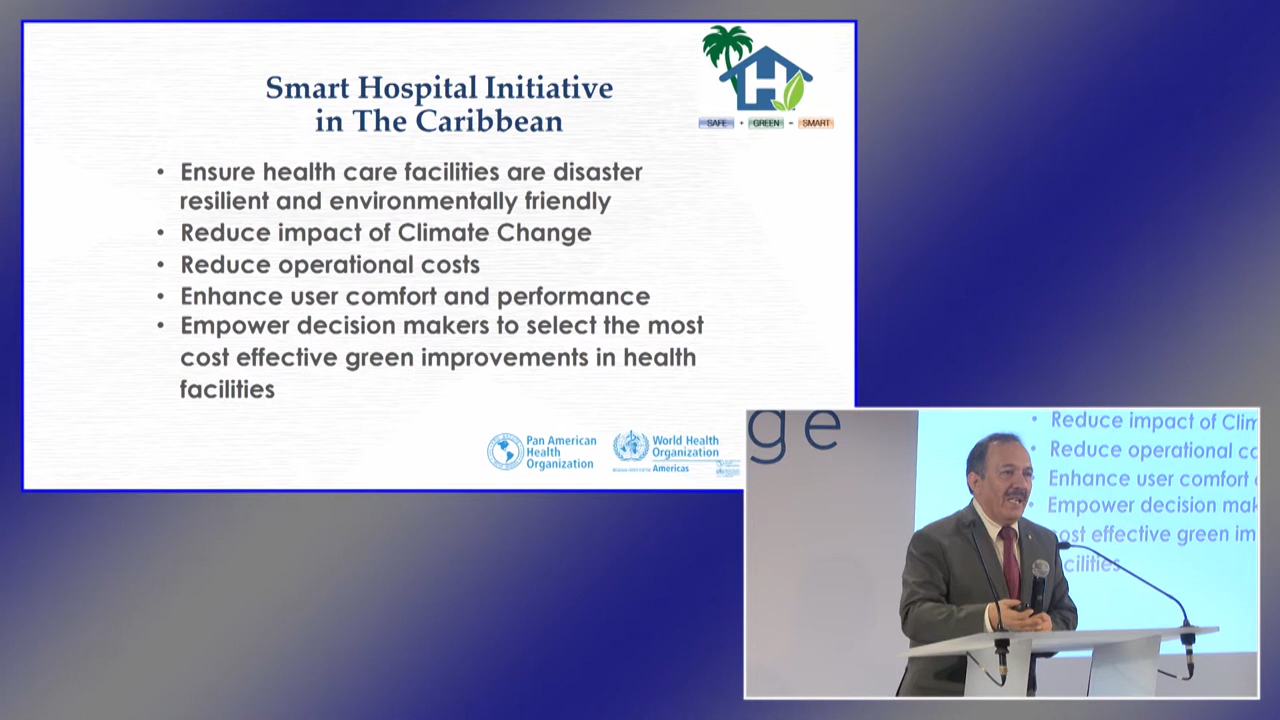 Smart Hospital Initiative
in The Caribbean
SAFE + GREEN = SMART
• Ensure health care facilities are disaster
resilient and environmentally friendly
• Reduce impact of Climate Change
• Reduce operational costs
• Enhance user comfort and performance
• Empower decision makers to select the most
cost effective green improvements in health
facilities
Pan American
Health
Organization
World Health
Organization
Americas
ge
• Reduce impact of Clim
• Reduce operational co
Enhance user comfort
• Empower decision mak
ost effective green im
cilities